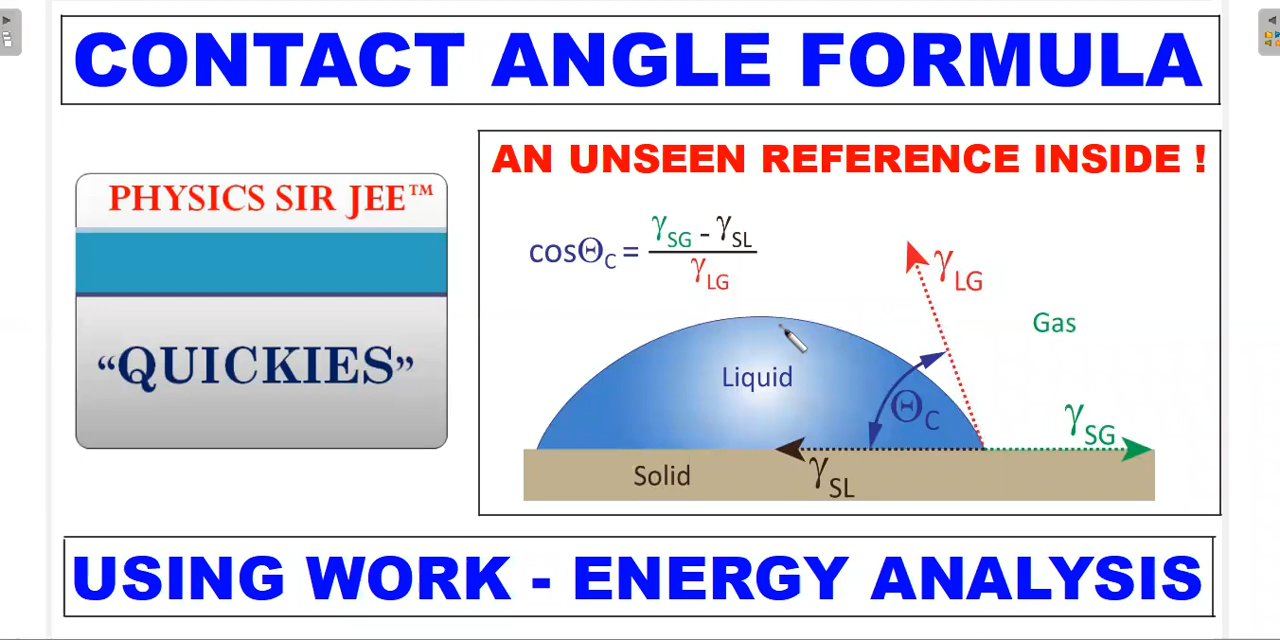 CONTACT ANGLE FORMULA
PHYSICS SIR JEE™
“QUICKIES”
AN UNSEEN REFERENCE INSIDE !
cosΘC = (γSG - γSL) / γLG
γLG
Gas
Liquid
ΘC
γSG
Solid
γSL
USING WORK - ENERGY ANALYSIS